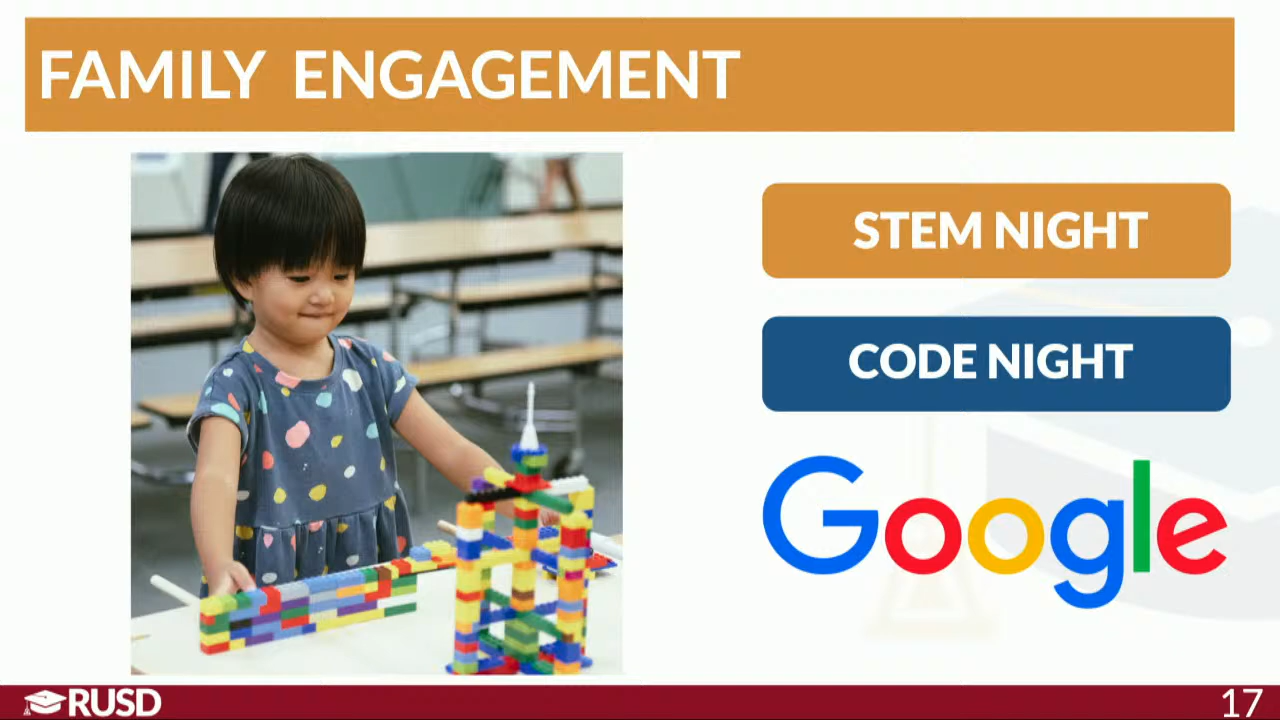 FAMILY ENGAGEMENT
STEM NIGHT
CODE NIGHT
Google
RUSD
17